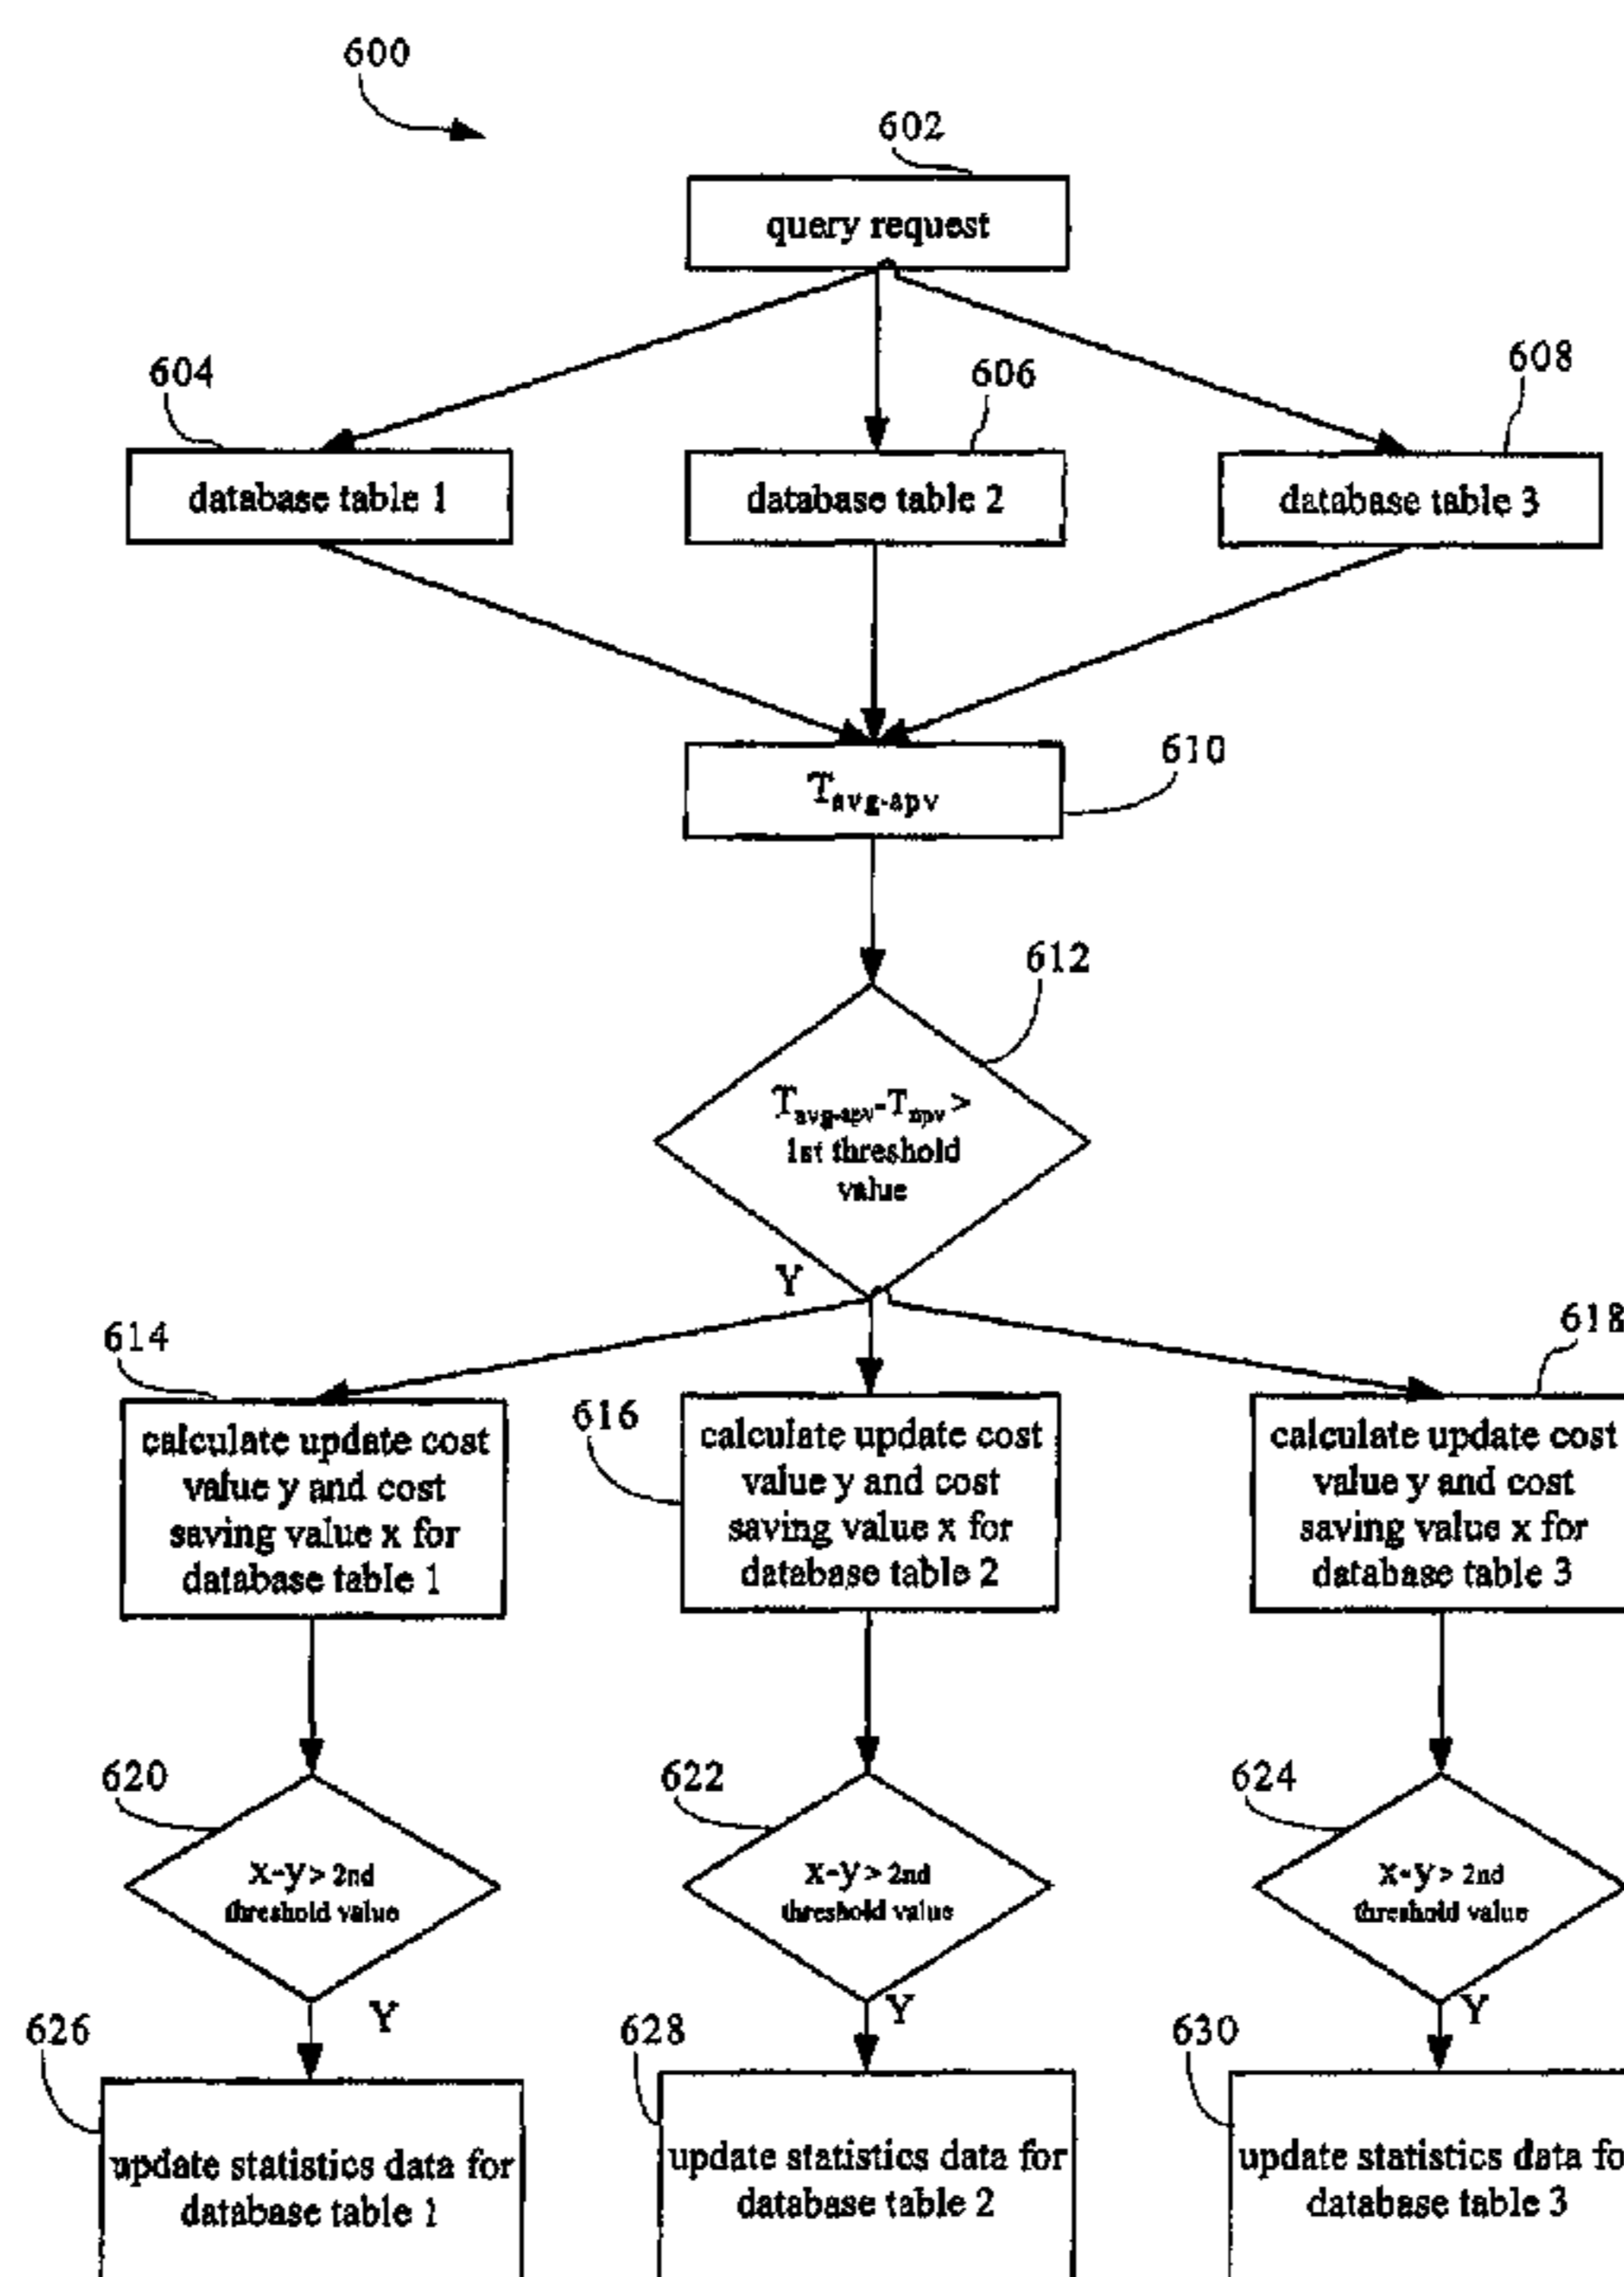 600
602
query request
604
606
608
database table 1
database table 2
database table 3
610
Tavg-apv
612
Tavg-apv-Tnpv >
1st threshold
value
Y
614
616
618
calculate update cost
value y and cost
saving value x for
database table 1
calculate update cost
value y and cost
saving value x for
database table 2
calculate update cost
value y and cost
saving value x for
database table 3
620
622
624
x-y > 2nd
threshold value
x-y > 2nd
threshold value
x-y > 2nd
threshold value
Y
Y
Y
626
628
630
update statistics data for
database table 1
update statistics data for
database table 2
update statistics data fo
database table 3